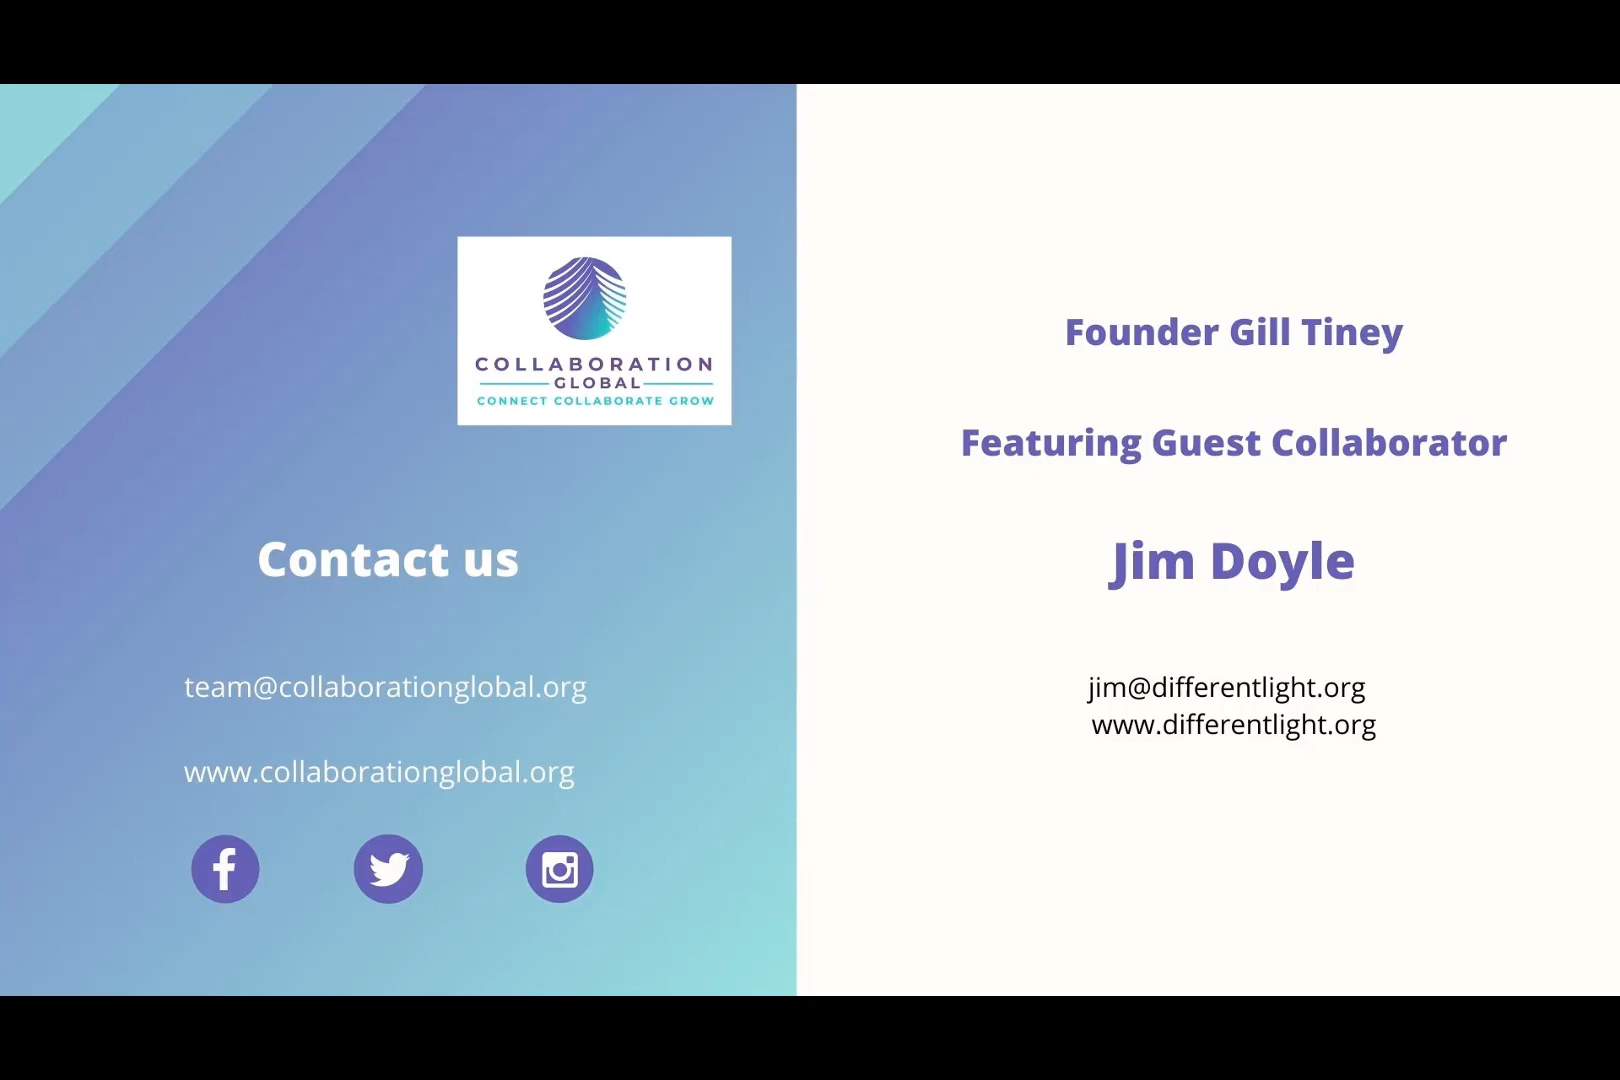 COLLABORATION
GLOBAL
CONNECT COLLABORATE GROW
Contact us
team@collaborationglobal.org
www.collaborationglobal.org
Founder Gill Tiney
Featuring Guest Collaborator
Jim Doyle
jim@differentlight.org
www.differentlight.org